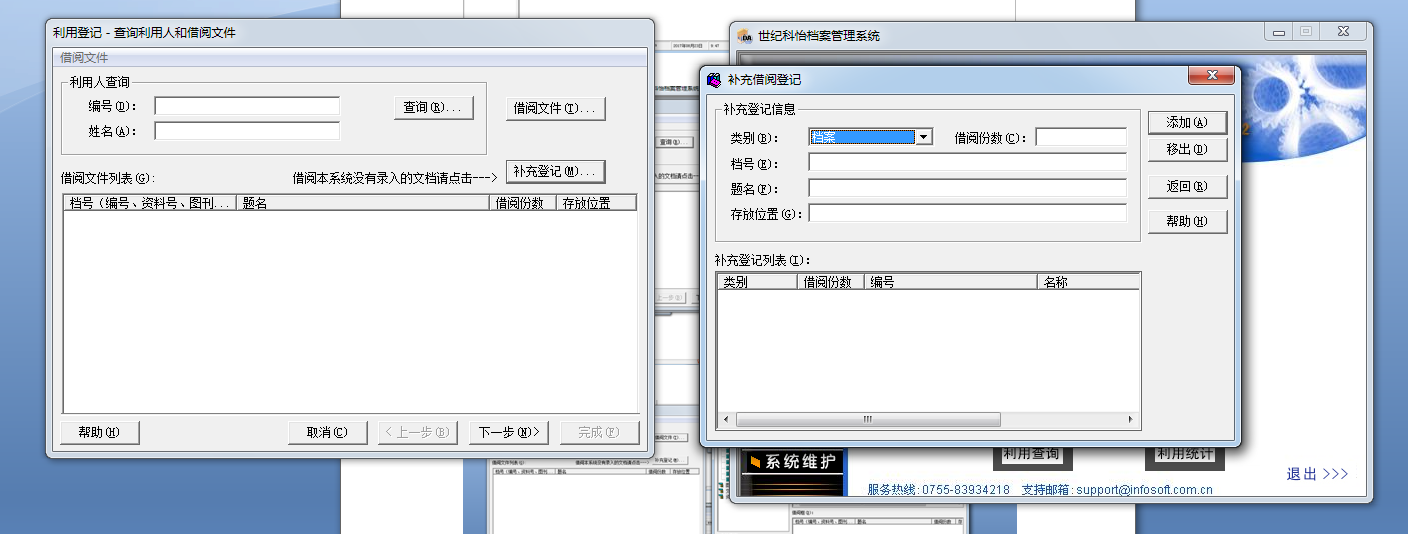 利用登记 - 查询利用人和借阅文件
借阅文件
利用人查询
编号(D):
查询(R)...
借阅文件(T)...
姓名(A):
借阅文件列表(G):
借阅本系统没有录入的文档请点击--->
补充登记(M)...
档号（编号、资料号、图刊... 题名 借阅份数 存放位置
帮助(H)
取消(C)
<上一步(B)
下一步(N)>
完成(E)
世纪科怡档案管理系统
补充借阅登记
补充登记信息
类别(B):
档案
借阅份数(C):
档号(E):
题名(F):
存放位置(G):
添加(A)
移出(D)
返回(R)
帮助(H)
补充登记列表(I):
类别 借阅份数 编号 名称
系统维护
利用查询
利用统计
退出 >>>
服务热线:0755-83934218 支持邮箱:support@infosoft.com.cn